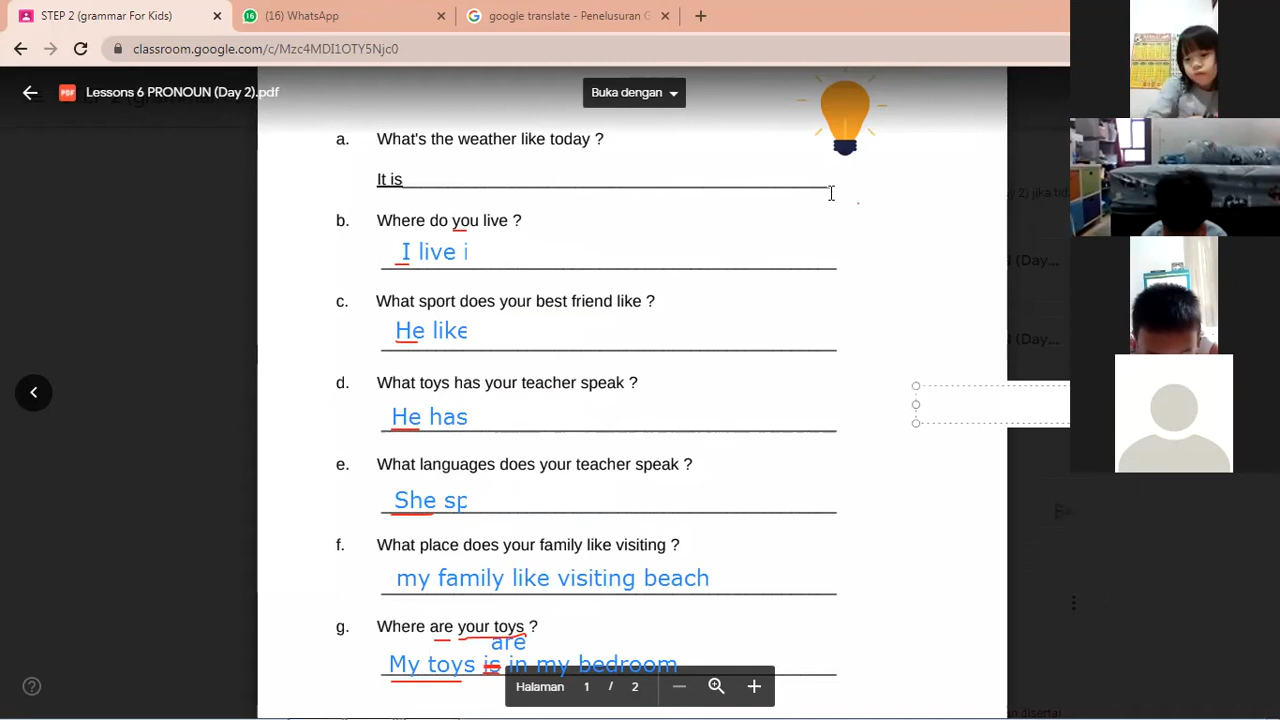 STEP 2 (grammar For Kids)
(16) WhatsApp
google translate - Penelusuran G
classroom.google.com/c/Mzc4MDI1OTY5Njc0
Lessons 6 PRONOUN (Day 2).pdf
Buka dengan
a. What's the weather like today ?
It is
b. Where do you live ?
I live i
c. What sport does your best friend like ?
He like
d. What toys has your teacher speak ?
He has
e. What languages does your teacher speak ?
She sp
f. What place does your family like visiting ?
my family like visiting beach
g. Where are your toys ?
are
My toys is in my bedroom
Halaman 1 / 2